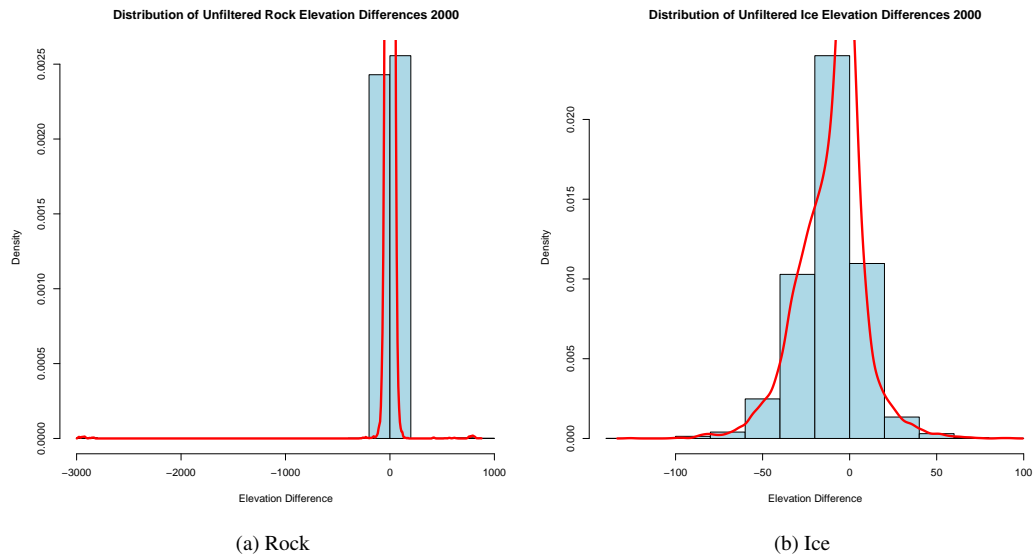 Distribution of Unfiltered Rock Elevation Differences 2000
Density
0.0025
0.0020
0.0015
0.0010
0.0005
0.0000
−3000 −2000 −1000 0 1000
Elevation Difference
(a) Rock
Distribution of Unfiltered Ice Elevation Differences 2000
Density
0.020
0.015
0.010
0.005
0.000
−100 −50 0 50 100
Elevation Difference
(b) Ice